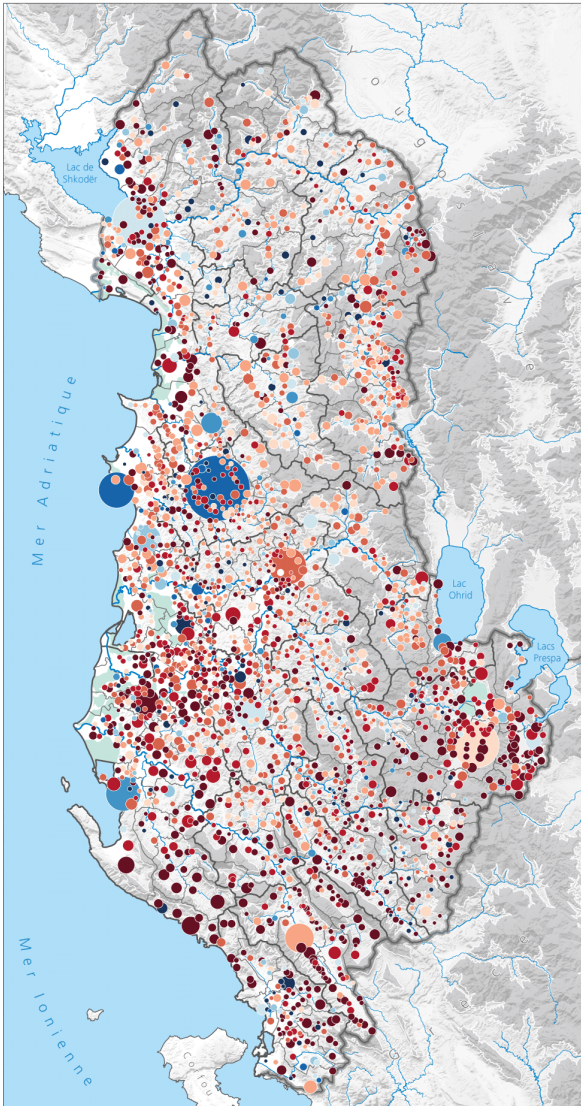 Lac de
Shkodër
Mer Adriatique
Lac
Ohrid
Lacs
Prespa
Mer Ionienne